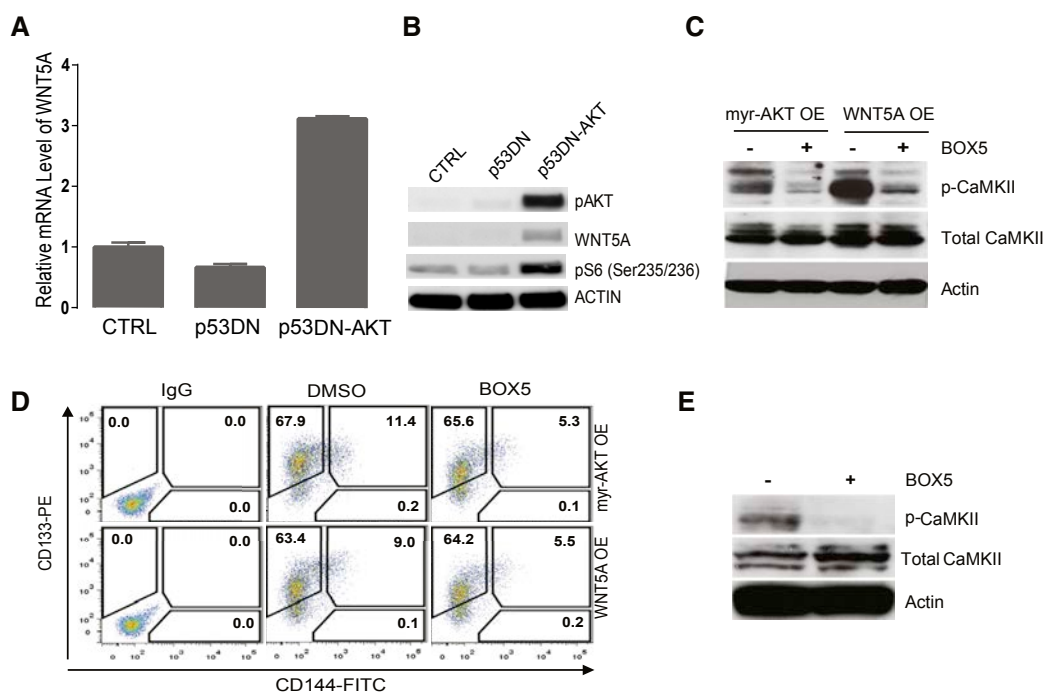 A
Relative mRNA Level of WNT5A
4
3
2
1
0
CTRL
p53DN
p53DN-AKT
B
CTRL
p53DN
p53DN-AKT
pAKT
WNT5A
pS6 (Ser235/236)
ACTIN
C
myr-AKT OE
WNT5A OE
- + - + BOX5
p-CaMKII
Total CaMKII
Actin
D
IgG
DMSO
BOX5
0.0 0.0 67.9 11.4 65.6 5.3
0.0 0.2 0.1
myr-AKT OE
0.0 0.0 63.4 9.0 64.2 5.5
0.0 0.1 0.2
WNT5A OE
CD133-PE
CD144-FITC
E
- + BOX5
p-CaMKII
Total CaMKII
Actin